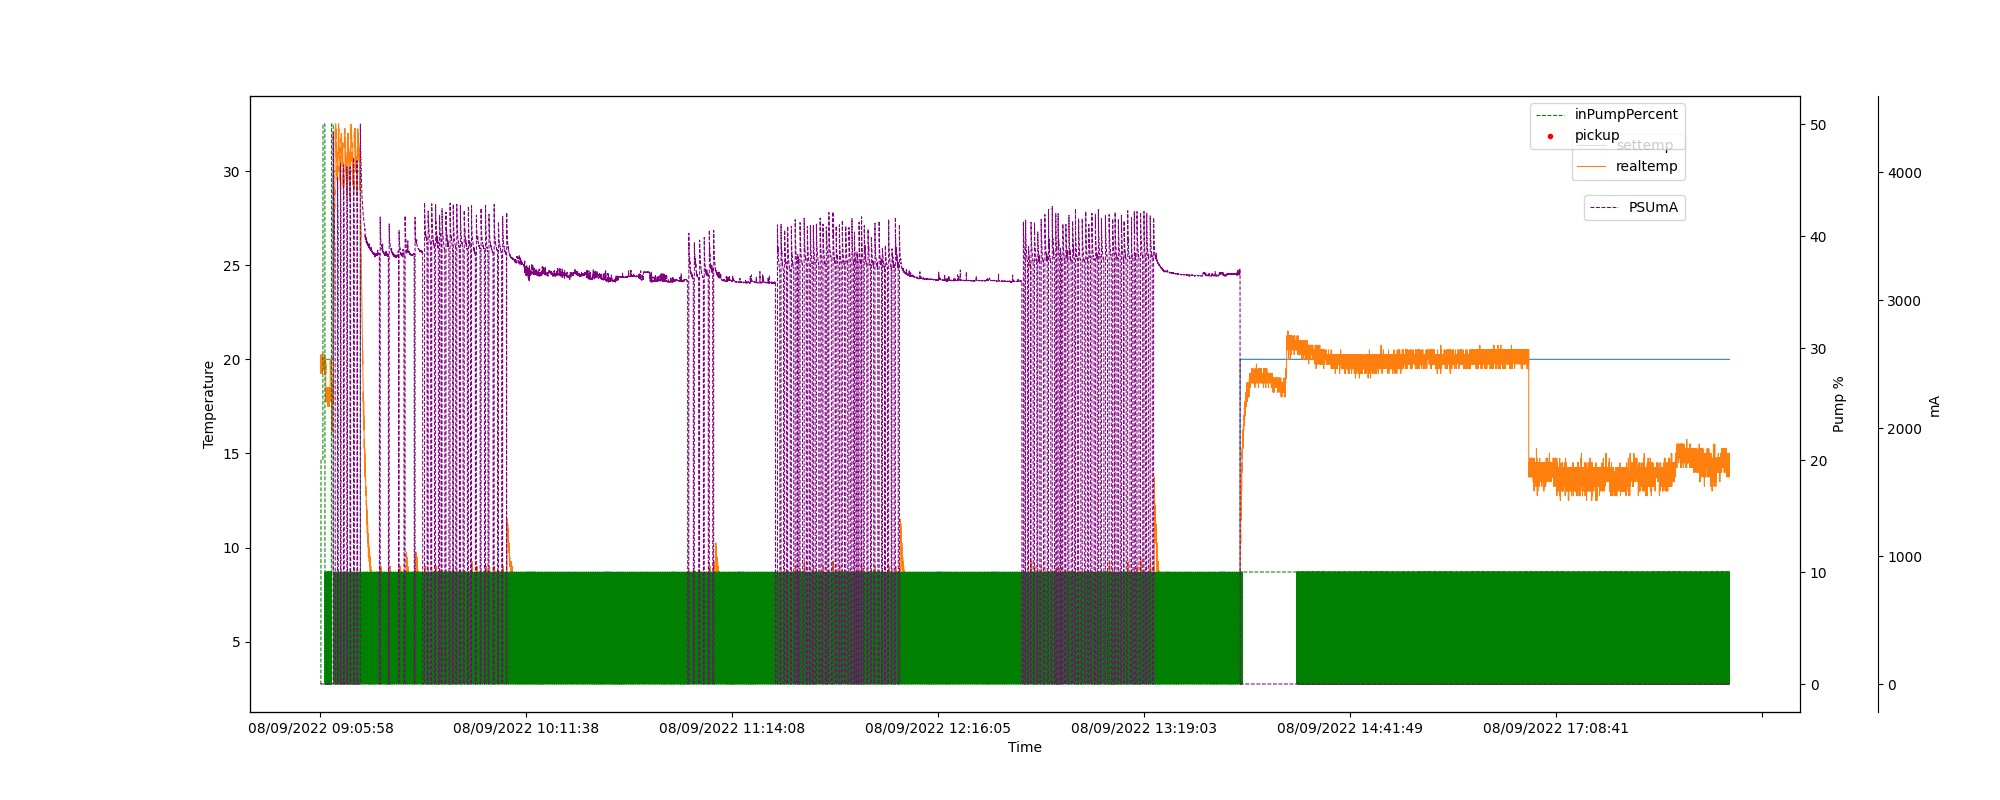 inPumpPercent
pickup
settemp
realtemp
PSUmA
30
25
20
15
10
5
Temperature
50
40
30
20
10
0
Pump %
4000
3000
2000
1000
0
mA
08/09/2022 09:05:58
08/09/2022 10:11:38
08/09/2022 11:14:08
08/09/2022 12:16:05
08/09/2022 13:19:03
08/09/2022 14:41:49
08/09/2022 17:08:41
Time